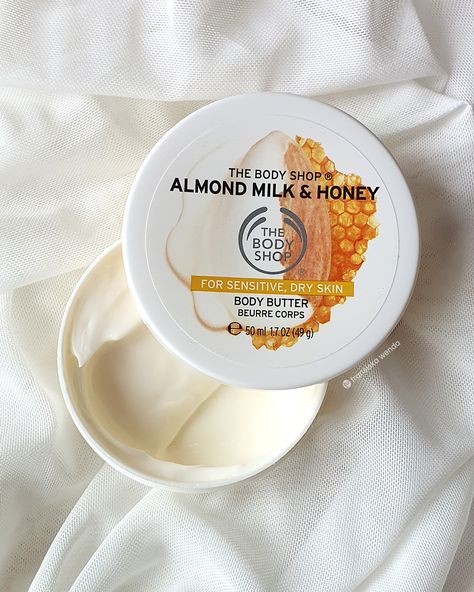 THE BODY SHOP ®
ALMOND MILK & HONEY
THE
BODY
SHOP ®
FOR SENSITIVE, DRY SKIN
BODY BUTTER
BEURRE CORPS
℮ 50 ml 1.7 OZ (49 g)
wenda